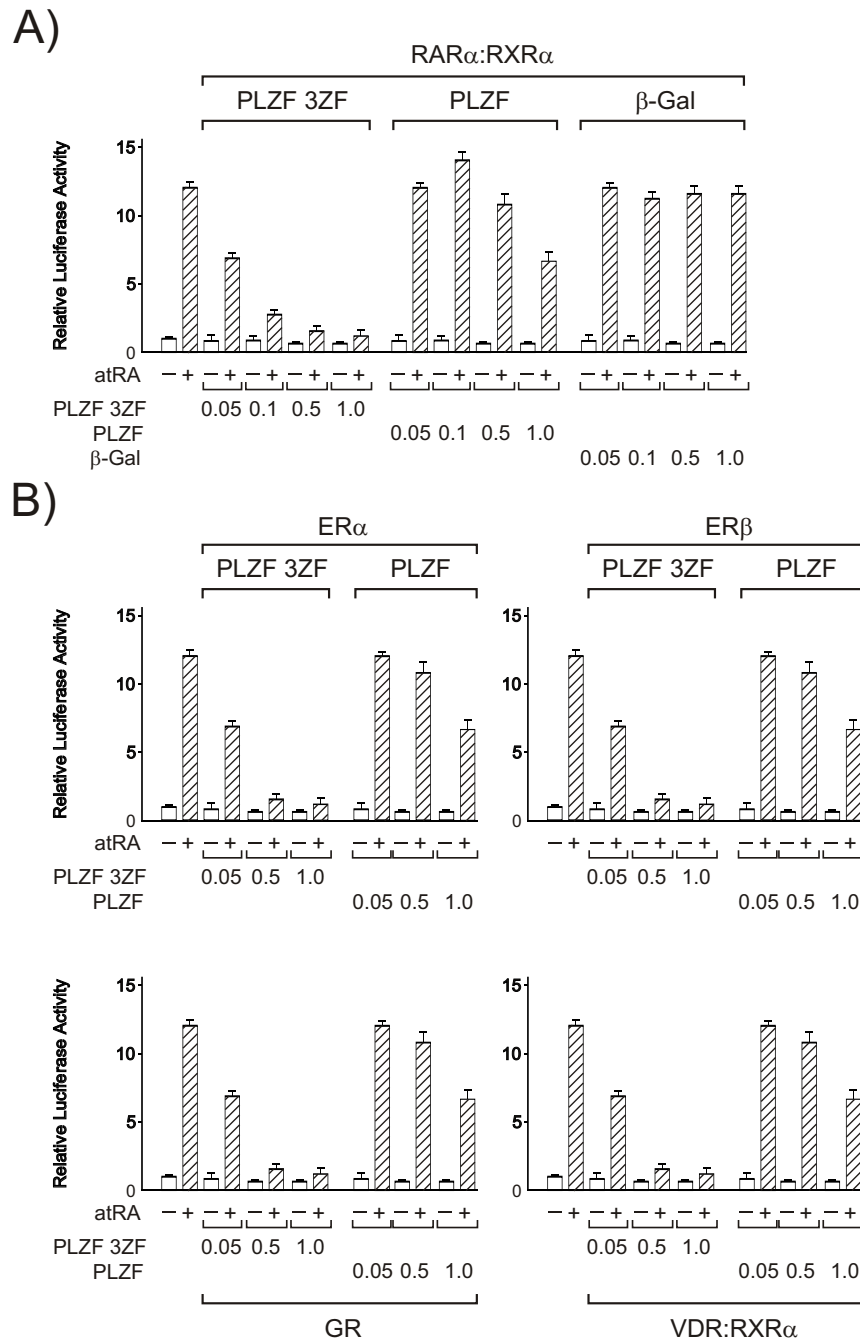 A)
RARα:RXRα
PLZF 3ZF PLZF β-Gal
Relative Luciferase Activity
15
10
5
0
atRA − + − + − + − + − + − + − + − + − + − + − + − + − +
PLZF 3ZF 0.05 0.1 0.5 1.0
PLZF 0.05 0.1 0.5 1.0
β-Gal 0.05 0.1 0.5 1.0
B)
ERα ERβ
PLZF 3ZF PLZF PLZF 3ZF PLZF
Relative Luciferase Activity
15 15
10 10
5 5
0 0
atRA − + − + − + − + − + − + − + − + − + − + − + − + − + − +
PLZF 3ZF 0.05 0.5 1.0 0.05 0.5 1.0
PLZF 0.05 0.5 1.0 0.05 0.5 1.0
Relative Luciferase Activity
15 15
10 10
5 5
0 0
atRA − + − + − + − + − + − + − + − + − + − + − + − + − + − +
PLZF 3ZF 0.05 0.5 1.0 0.05 0.5 1.0
PLZF 0.05 0.5 1.0 0.05 0.5 1.0
GR VDR:RXRα